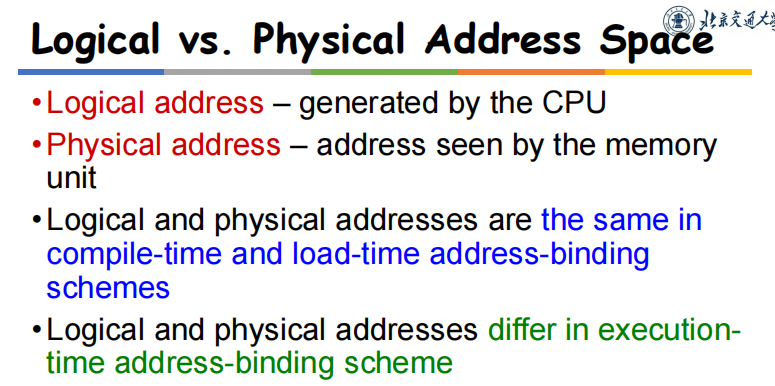 北京交通大学
Logical vs. Physical Address Space
•Logical address – generated by the CPU
•Physical address – address seen by the memory
unit
•Logical and physical addresses are the same in
compile-time and load-time address-binding
schemes
•Logical and physical addresses differ in execution-
time address-binding scheme